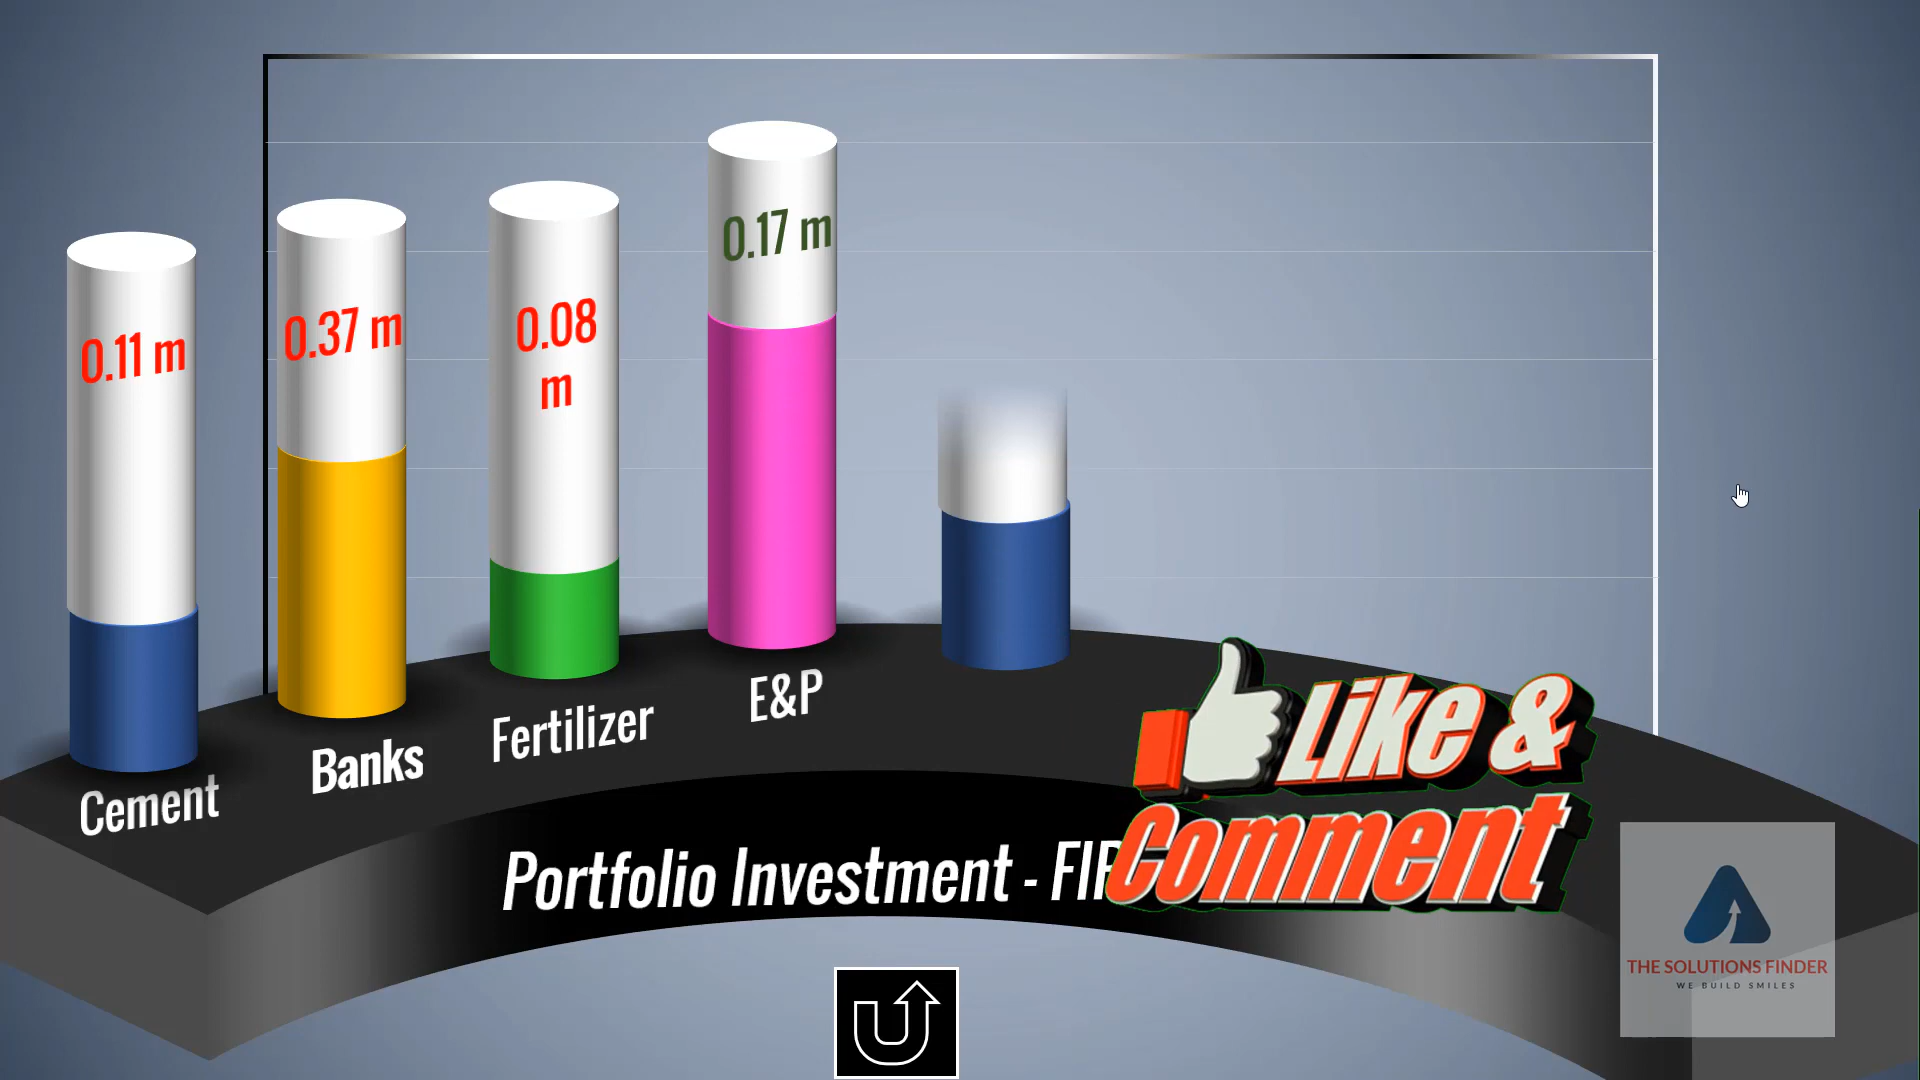 0.11 m
0.37 m
0.08
m
0.17 m
Cement
Banks
Fertilizer
E&P
Portfolio Investment -
Like &
Comment
THE SOLUTIONS FINDER
WE BUILD SMILES